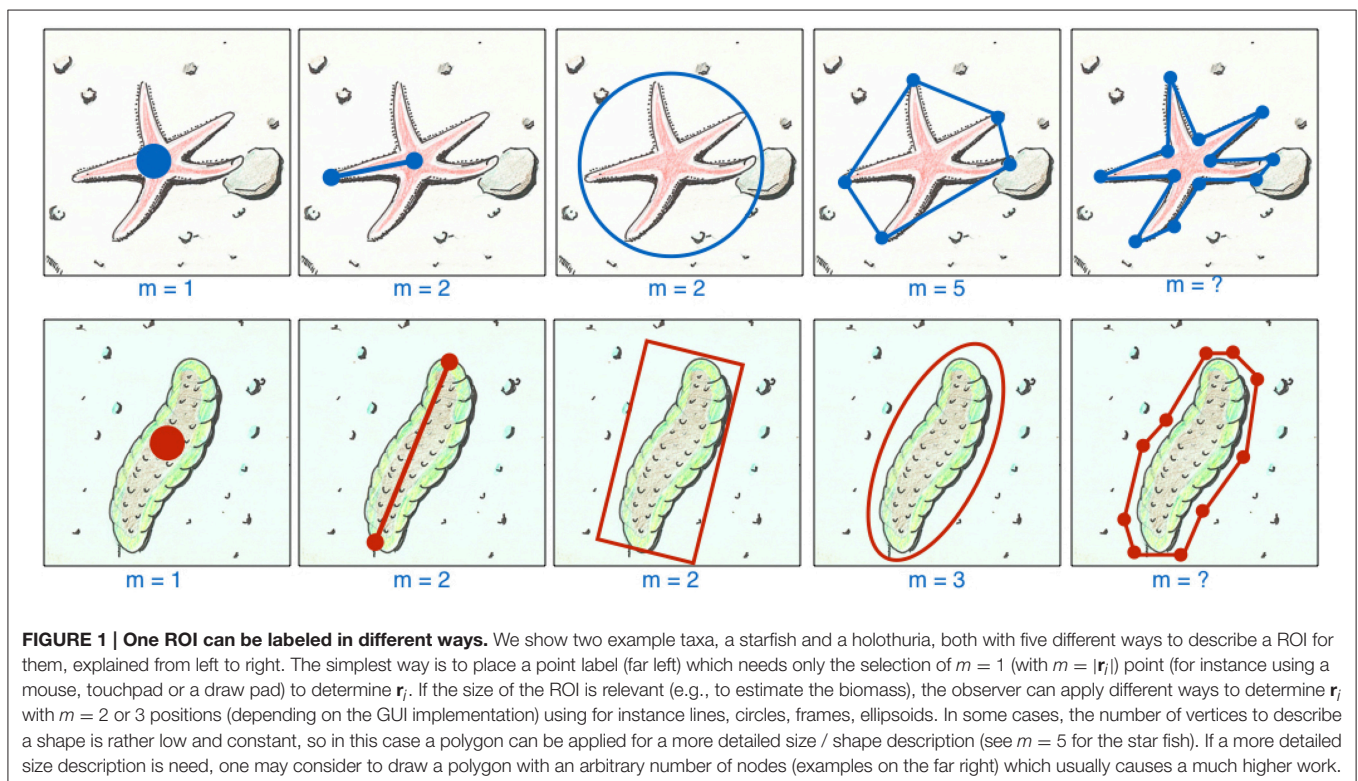 m = 1
m = 2
m = 2
m = 5
m = ?
m = 1
m = 2
m = 2
m = 3
m = ?
FIGURE 1 | One ROI can be labeled in different ways. We show two example taxa, a starfish and a holothuria, both with five different ways to describe a ROI for
them, explained from left to right. The simplest way is to place a point label (far left) which needs only the selection of m = 1 (with m = |rᵢ|) point (for instance using a
mouse, touchpad or a draw pad) to determine rᵢ. If the size of the ROI is relevant (e.g., to estimate the biomass), the observer can apply different ways to determine rᵢ
with m = 2 or 3 positions (depending on the GUI implementation) using for instance lines, circles, frames, ellipsoids. In some cases, the number of vertices to describe
a shape is rather low and constant, so in this case a polygon can be applied for a more detailed size / shape description (see m = 5 for the star fish). If a more detailed
size description is need, one may consider to draw a polygon with an arbitrary number of nodes (examples on the far right) which usually causes a much higher work.